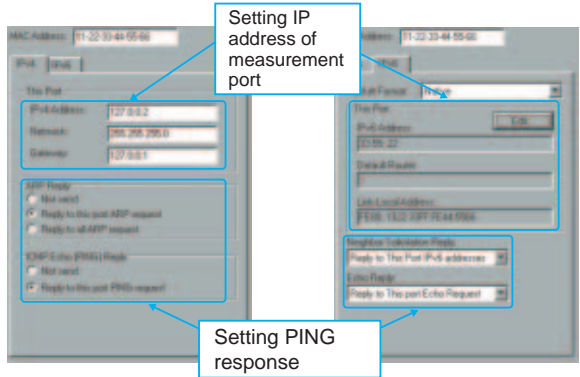 Setting IP
address of
measurement
port
MAC Address: 11-22-33-44-55-66
IPv4 IPv6
This Port
IPv4 Address: 127.0.0.2
Netmask: 255.255.255.0
Gateway: 127.0.0.1
ARP Reply
Not send
Reply to this port ARP request
Reply to all ARP request
ICMP Echo (PING) Reply
Not send
Reply to this port PING request
Address: 11-22-33-44-55-66
IPv6
Format: Native
This Port
Edit
IPv6 Address:
Default Router:
Link-Local Address:
Neighbor Solicitation Reply:
Reply to This Port IPv6 addresses
Echo Reply:
Reply to This port Echo Request
Setting PING
response